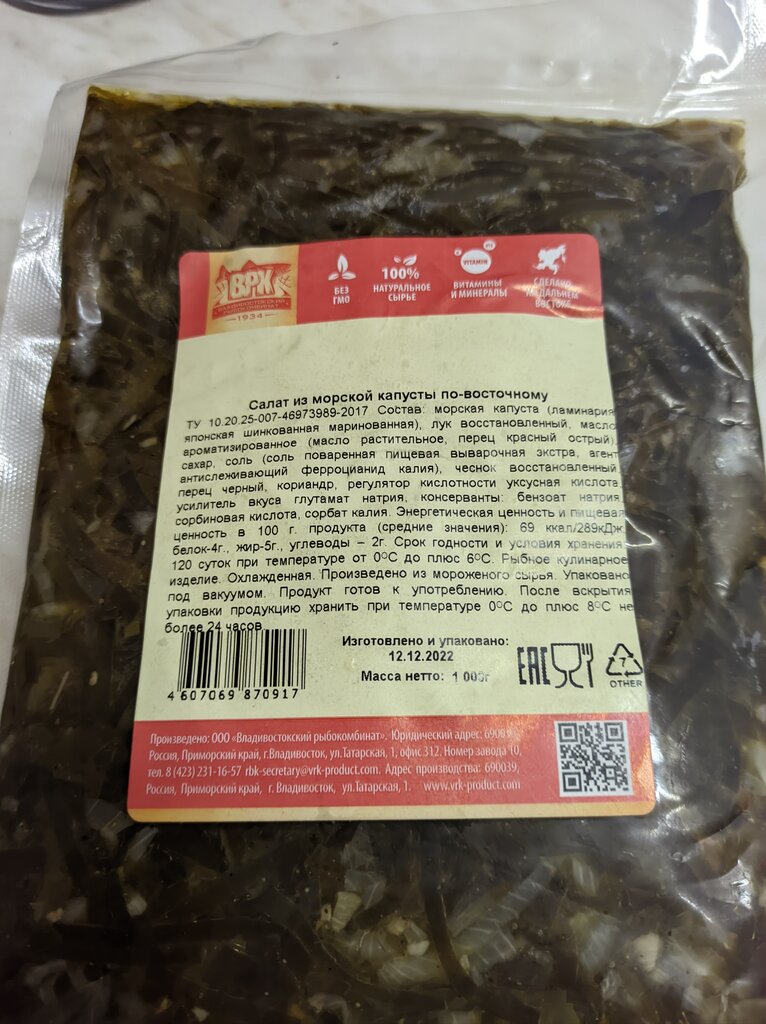 ВРК
ВЛАДИВОСТОКСКИЙ
РЫБОКОМБИНАТ
1934
БЕЗ
ГМО
100%
НАТУРАЛЬНОЕ
СЫРЬЕ
VITAMIN
ВИТАМИНЫ
И МИНЕРАЛЫ
СДЕЛАНО
НА ДАЛЬНЕМ
ВОСТОКЕ
Салат из морской капусты по-восточному
ТУ 10.20.25-007-46973989-2017 Состав: морская капуста (ламинария
японская шинкованная маринованная), лук восстановленный, масло
ароматизированное (масло растительное, перец красный острый),
сахар, соль (соль поваренная пищевая выварочная экстра, агент
антислеживающий ферроцианид калия), чеснок восстановленный,
перец черный, кориандр, регулятор кислотности уксусная кислота,
усилитель вкуса глутамат натрия, консерванты: бензоат натрия,
сорбиновая кислота, сорбат калия. Энергетическая ценность и пищевая
ценность в 100 г. продукта (средние значения): 69 ккал/289кДж,
белок-4г., жир-5г., углеводы – 2г. Срок годности и условия хранения
120 суток при температуре от 0ºС до плюс 6ºС. Рыбное кулинарное
изделие. Охлажденная. Произведено из мороженого сырья. Упаковано
под вакуумом. Продукт готов к употреблению. После вскрытия
упаковки продукцию хранить при температуре 0ºС до плюс 8ºС не
более 24 часов
Изготовлено и упаковано:
12.12.2022
Масса нетто: 1 000г
4 607069 870917
EAC
7
OTHER
Произведено: ООО «Владивостокский рыбокомбинат». Юридический адрес:
Россия, Приморский край, г.Владивосток, ул.Татарская, 1, офис 312. Номер завода 10,
тел. 8 (423) 231-16-57 rbk-secretary@vrk-product.com. Адрес производства: 690039,
Россия, Приморский край, г. Владивосток, ул.Татарская, 1. www.vrk-product.com